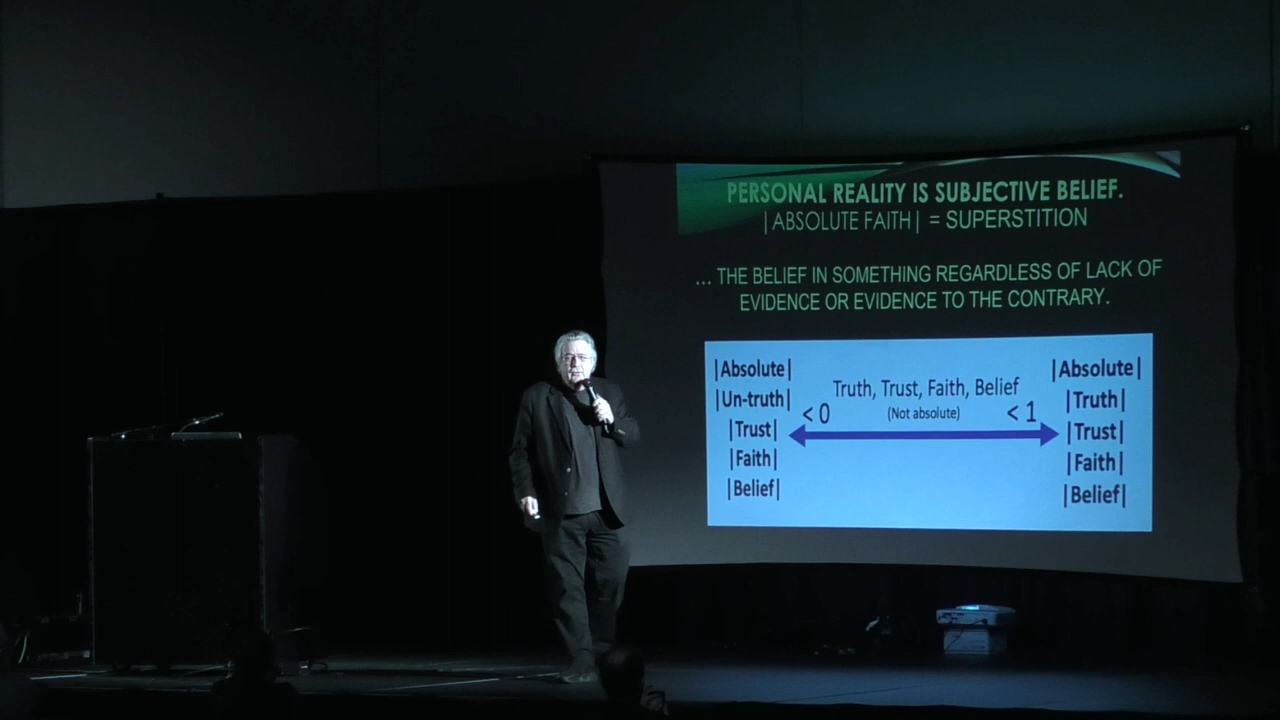 PERSONAL REALITY IS SUBJECTIVE BELIEF.
|ABSOLUTE FAITH| = SUPERSTITION
... THE BELIEF IN SOMETHING REGARDLESS OF LACK OF
EVIDENCE OR EVIDENCE TO THE CONTRARY.
|Absolute|
|Un-truth|
|Trust|
|Faith|
|Belief|
Truth, Trust, Faith, Belief
<0 (Not absolute) <1
|Absolute|
|Truth|
|Trust|
|Faith|
|Belief|